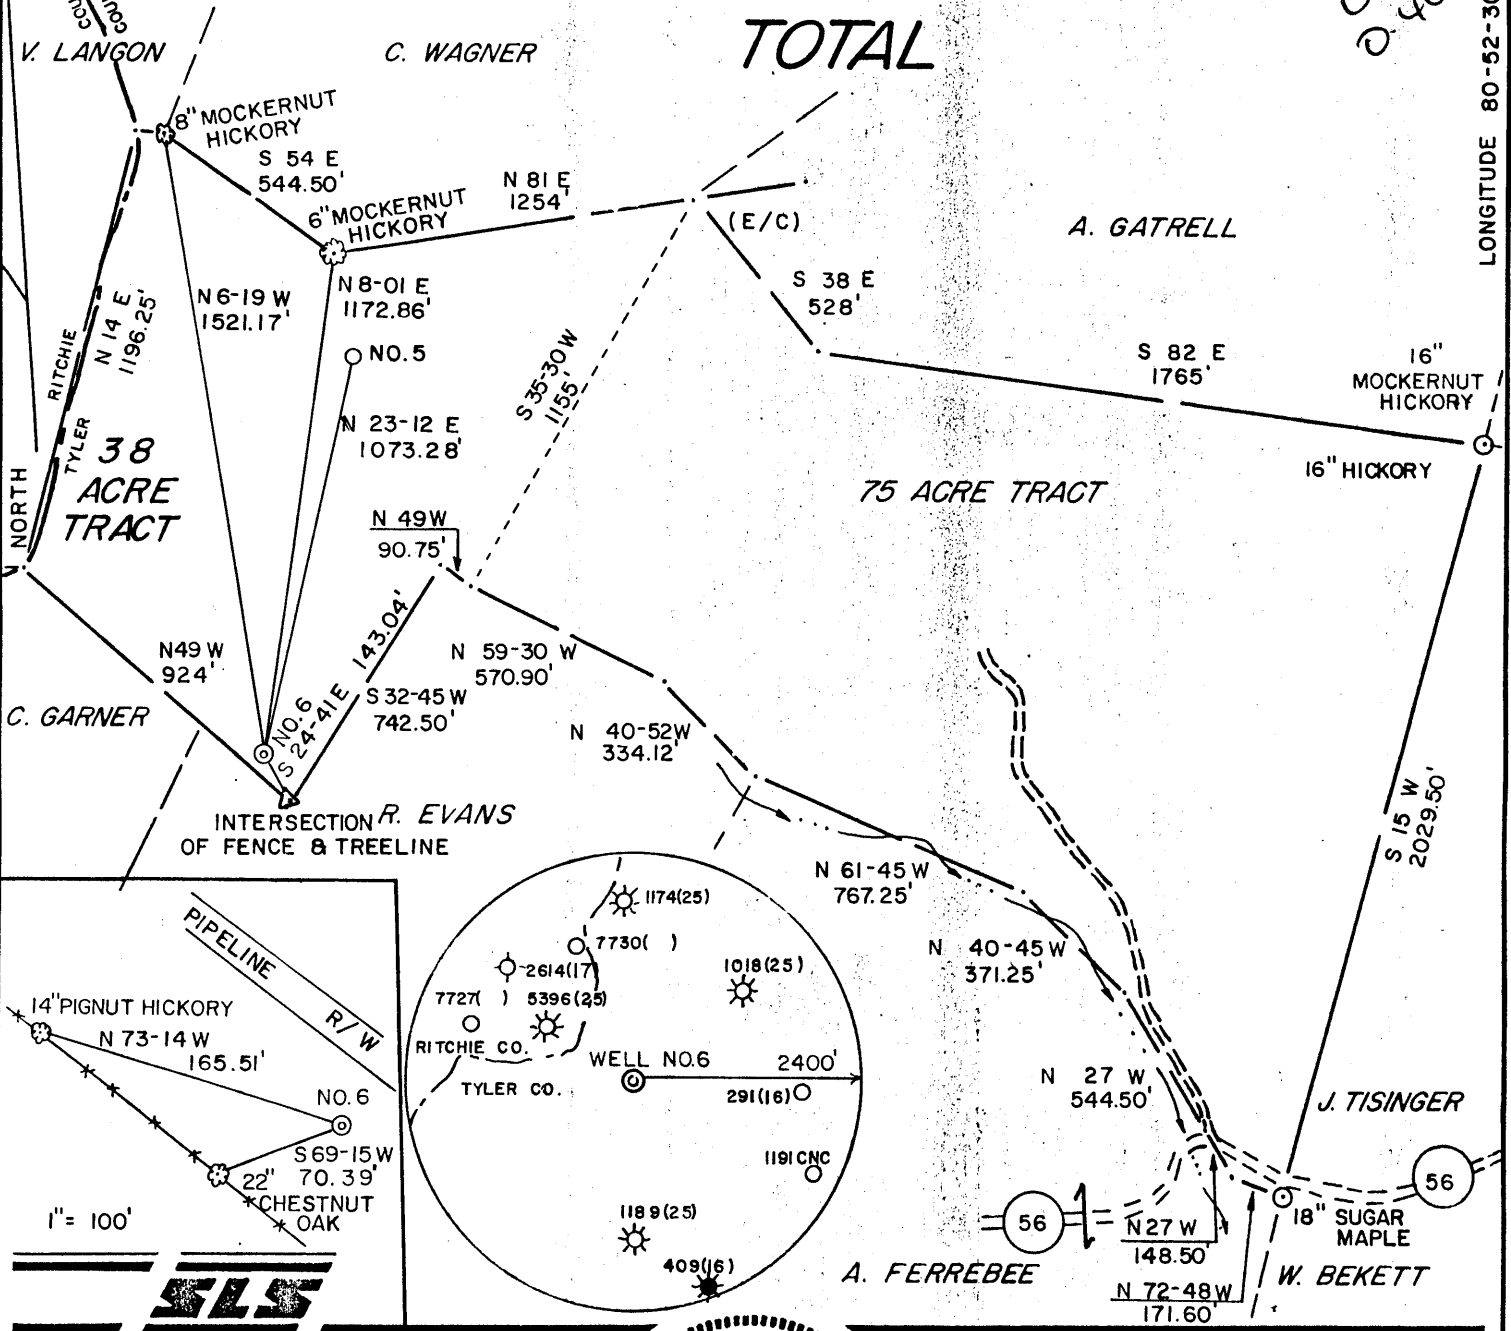 TOTAL
LONGITUDE 80-52-30
V. LANGON
C. WAGNER
8" MOCKERNUT
HICKORY
S 54 E
544.50'
6" MOCKERNUT
HICKORY
N 81 E
1254'
(E/C)
A. GATRELL
S 38 E
528'
N 6-19 W
1521.17'
N 8-01 E
1172.86'
NO.5
N 23-12 E
1073.28'
S 35-30 W
1155'
RITCHIE
TYLER
N 14 E
1196.25'
S 82 E
1765'
16"
MOCKERNUT
HICKORY
16" HICKORY
38
ACRE
TRACT
NORTH
75 ACRE TRACT
N 49 W
90.75'
N49 W
924'
C. GARNER
NO.6
S 24-41 E 143.04'
S 32-45 W
742.50'
N 59-30 W
570.90'
N 40-52W
334.12'
INTERSECTION
OF FENCE & TREELINE
R. EVANS
N 61-45 W
767.25'
N 40-45 W
371.25'
S 15 W
2029.50'
N 27 W
544.50'
J. TISINGER
56
56
N 27 W
148.50'
N 72-48 W
171.60'
18" SUGAR
MAPLE
A. FERREBEE
W. BEKETT
PIPELINE
R/W
14" PIGNUT HICKORY
N 73-14 W
165.51'
NO.6
S 69-15 W
70.39'
22"
CHESTNUT
OAK
1"= 100'
SLS
1174(25)
7730( )
2614(17)
1018(25)
7727( )
5396(25)
RITCHIE CO.
TYLER CO.
WELL NO.6
2400'
291(16)
1191 CNC
1189(25)
409(16)